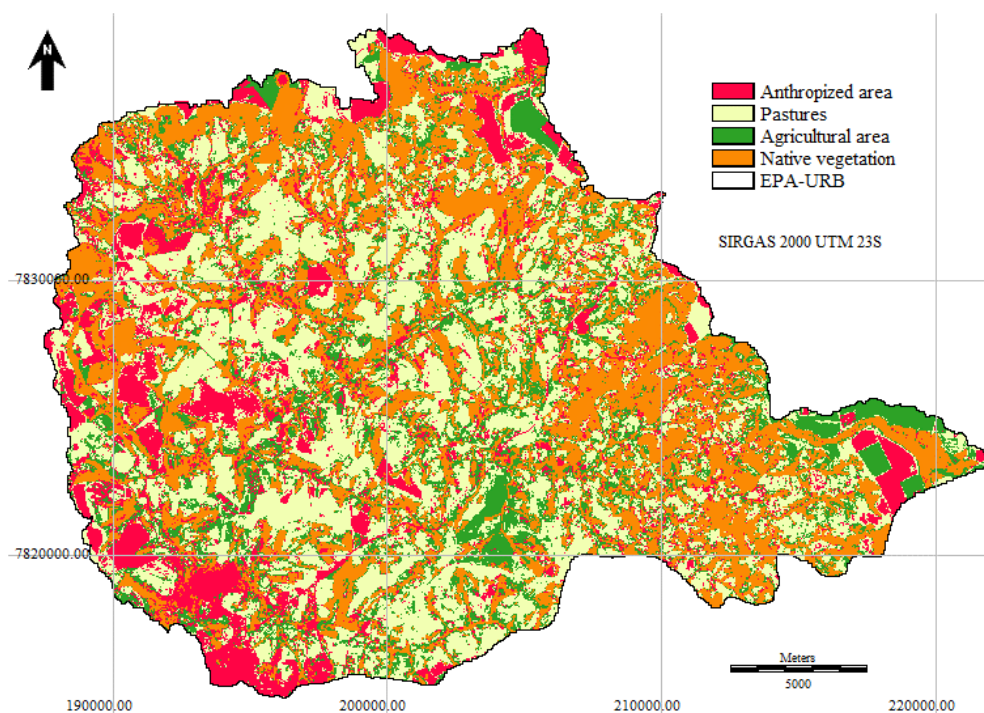 N
Anthropized area
Pastures
Agricultural area
Native vegetation
EPA-URB
SIRGAS 2000 UTM 23S
7830000,00
7820000,00
Meters
5000
190000,00 200000,00 210000,00 220000,00